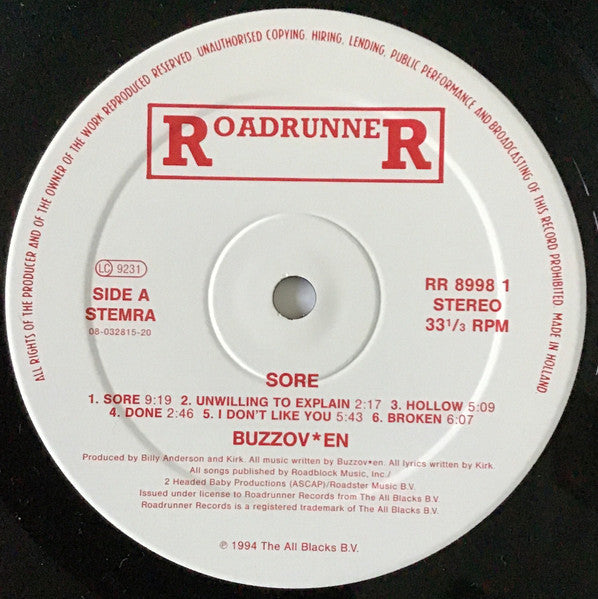 ALL RIGHTS OF THE PRODUCER AND OF THE OWNER OF THE WORK REPRODUCED RESERVED. UNAUTHORISED COPYING, HIRING, LENDING, PUBLIC PERFORMANCE AND BROADCASTING OF THIS RECORD PROHIBITED. MADE IN HOLLAND
ROADRUNNER
LC 9231
SIDE A
STEMRA
08-032815-20
RR 8998 1
STEREO
33 1/3 RPM
SORE
1. SORE 9:19 2. UNWILLING TO EXPLAIN 2:17 3. HOLLOW 5:09
4. DONE 2:46 5. I DON'T LIKE YOU 5:43 6. BROKEN 6:07
BUZZOV*EN
Produced by Billy Anderson and Kirk. All music written by Buzzov*en. All lyrics written by Kirk.
All songs published by Roadblock Music, Inc./
2 Headed Baby Productions (ASCAP)/Roadster Music B.V.
Issued under license to Roadrunner Records from The All Blacks B.V.
Roadrunner Records is a registered trademark of The All Blacks B.V.
℗ 1994 The All Blacks B.V.